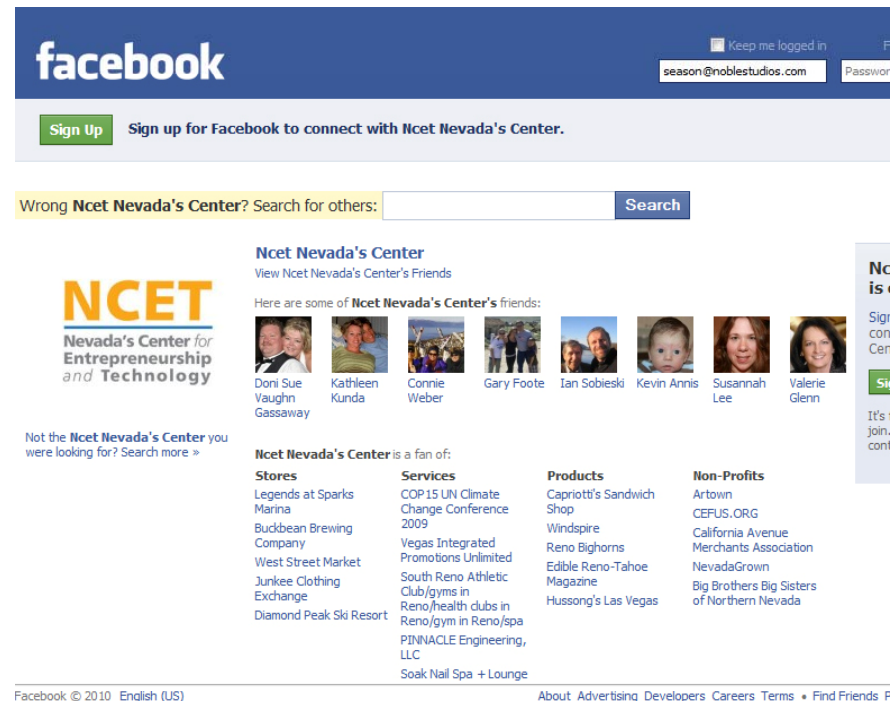 facebook
Keep me logged in
season@noblestudios.com
Sign Up
Sign up for Facebook to connect with Ncet Nevada's Center.
Wrong Ncet Nevada's Center? Search for others:
Search
NCET
Nevada's Center for
Entrepreneurship
and Technology
Not the Ncet Nevada's Center you
were looking for? Search more »
Ncet Nevada's Center
View Ncet Nevada's Center's Friends
Here are some of Ncet Nevada's Center's friends:
Doni Sue
Vaughn
Gassaway
Kathleen
Kunda
Connie
Weber
Gary Foote
Ian Sobieski
Kevin Annis
Susannah
Lee
Valerie
Glenn
Ncet Nevada's Center is a fan of:
Stores
Legends at Sparks
Marina
Buckbean Brewing
Company
West Street Market
Junkee Clothing
Exchange
Diamond Peak Ski Resort
Services
COP15 UN Climate
Change Conference
2009
Vegas Integrated
Promotions Unlimited
South Reno Athletic
Club/gyms in
Reno/health clubs in
Reno/gym in Reno/spa
PINNACLE Engineering,
LLC
Soak Nail Spa + Lounge
Products
Capriotti's Sandwich
Shop
Windspire
Reno Bighorns
Edible Reno-Tahoe
Magazine
Hussong's Las Vegas
Non-Profits
Artown
CEFUS.ORG
California Avenue
Merchants Association
NevadaGrown
Big Brothers Big Sisters
of Northern Nevada
is
It's
join.
Facebook © 2010 English (US)
About Advertising Developers Careers Terms • Find Friends